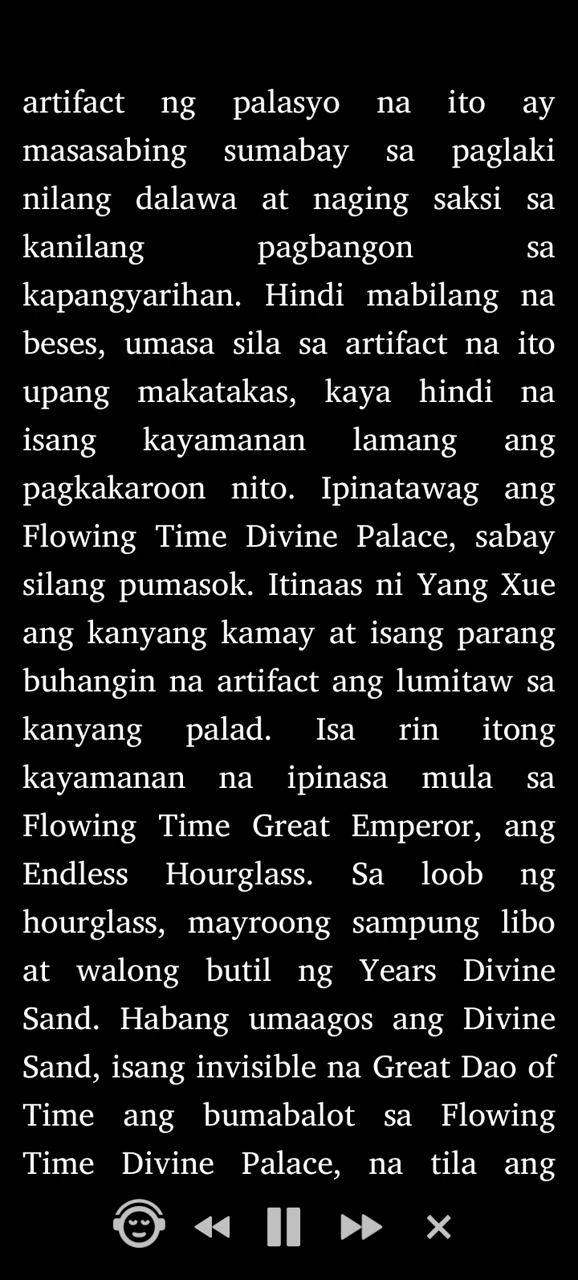 artifact ng palasyo na ito ay
masasabing sumabay sa paglaki
nilang dalawa at naging saksi sa
kanilang pagbangon sa
kapangyarihan. Hindi mabilang na
beses, umasa sila sa artifact na ito
upang makatakas, kaya hindi na
isang kayamanan lamang ang
pagkakaroon nito. Ipinatawag ang
Flowing Time Divine Palace, sabay
silang pumasok. Itinaas ni Yang Xue
ang kanyang kamay at isang parang
buhangin na artifact ang lumitaw sa
kanyang palad. Isa rin itong
kayamanan na ipinasa mula sa
Flowing Time Great Emperor, ang
Endless Hourglass. Sa loob ng
hourglass, mayroong sampung libo
at walong butil ng Years Divine
Sand. Habang umaagos ang Divine
Sand, isang invisible na Great Dao of
Time ang bumabalot sa Flowing
Time Divine Palace, na tila ang